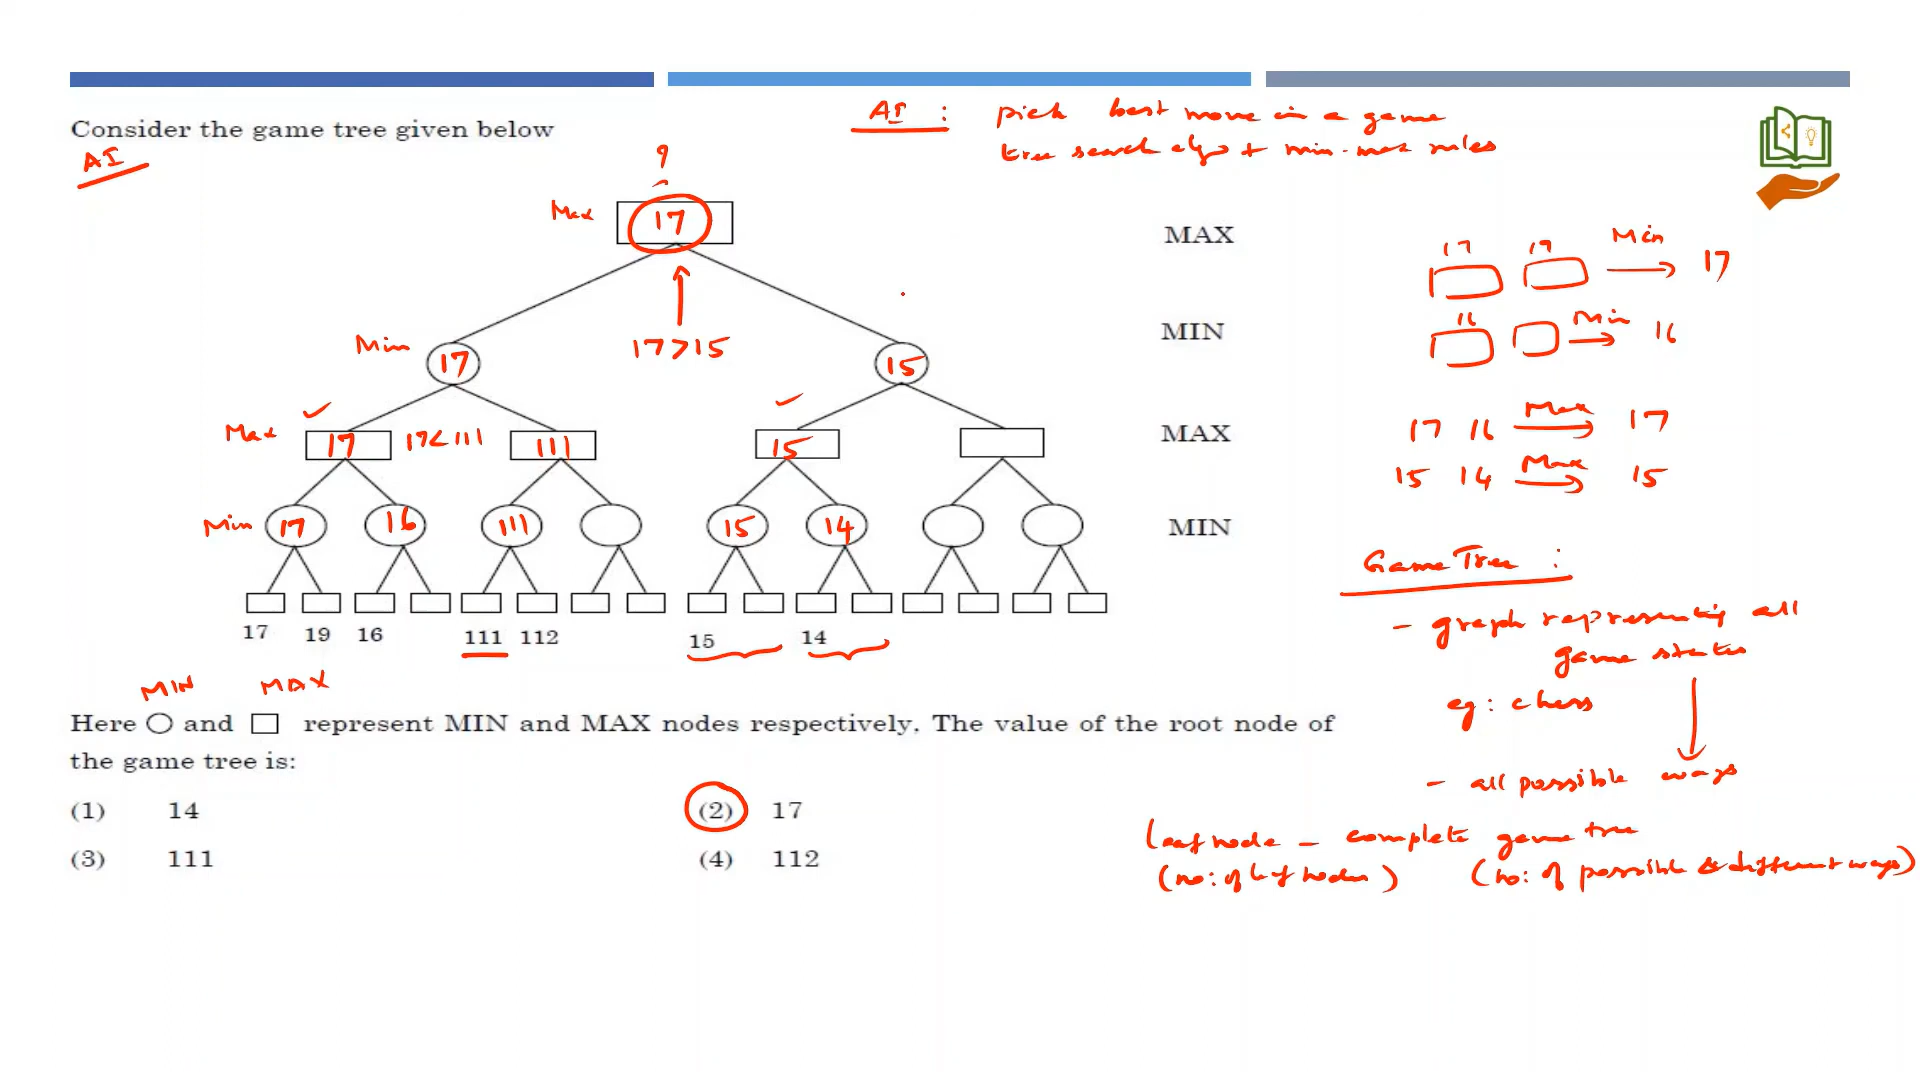 Consider the game tree given below
AI
AI : pick best move in a game
tree search algo + min-max rules
?
Max 17
MAX
17 > 15
Min 17 15
MIN
Max 17 17 < 111 111 15
MAX
Min 17 16 111 15 14
MIN
17 19 16 111 112 15 14
MIN MAX
Here and represent MIN and MAX nodes respectively. The value of the root node of
the game tree is:
(1) 14 (2) 17
(3) 111 (4) 112
17 19 Min 17
16 Min 16
17 16 Max 17
15 14 Max 15
Game Tree :
- graph representing all
game states
eg : chess
- all possible ways
leaf node - complete game tree
(no: of leaf nodes) (no: of possible & different ways)